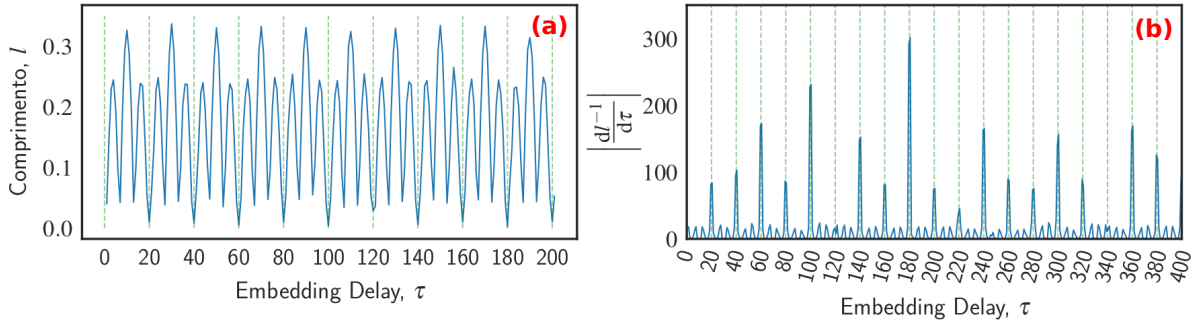 (a)
0.3
0.2
0.1
0.0
Comprimento, l
0 20 40 60 80 100 120 140 160 180 200
Embedding Delay, τ
(b)
300
200
100
0
|dl⁻¹/dτ|
0 20 40 60 80 100 120 140 160 180 200 220 240 260 280 300 320 340 360 380 400
Embedding Delay, τ